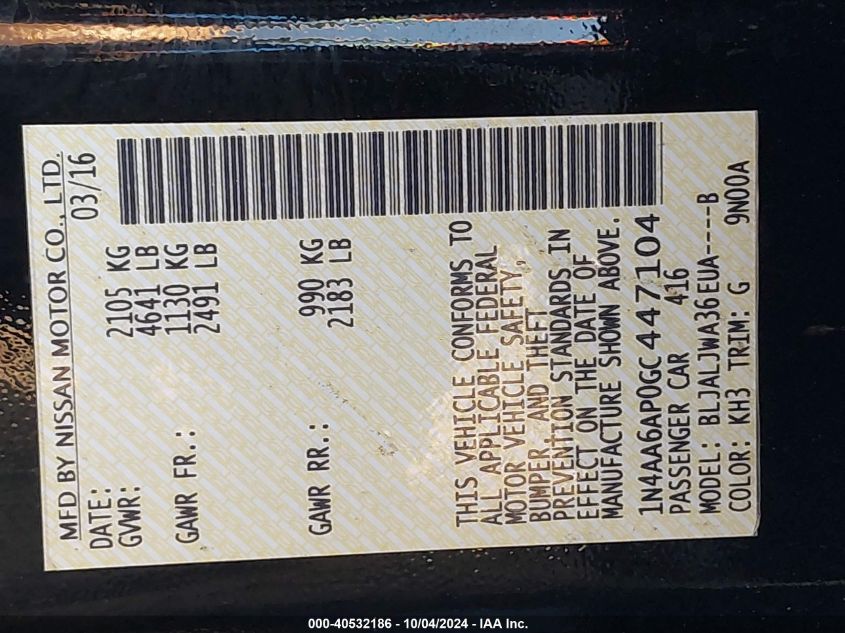 MFD BY NISSAN MOTOR CO., LTD.
DATE: 03/16
GVWR: 2105 KG
4641 LB
GAWR FR.: 1130 KG
2491 LB
GAWR RR.: 990 KG
2183 LB
THIS VEHICLE CONFORMS TO
ALL APPLICABLE FEDERAL
MOTOR VEHICLE SAFETY,
BUMPER AND THEFT
PREVENTION STANDARDS IN
EFFECT ON THE DATE OF
MANUFACTURE SHOWN ABOVE.
1N4AA6AP0GC447104
PASSENGER CAR 416
MODEL: BLJALJWA36EUA-----B
COLOR: KH3 TRIM: G 9N00A
000-40532186 - 10/04/2024 - IAA Inc.